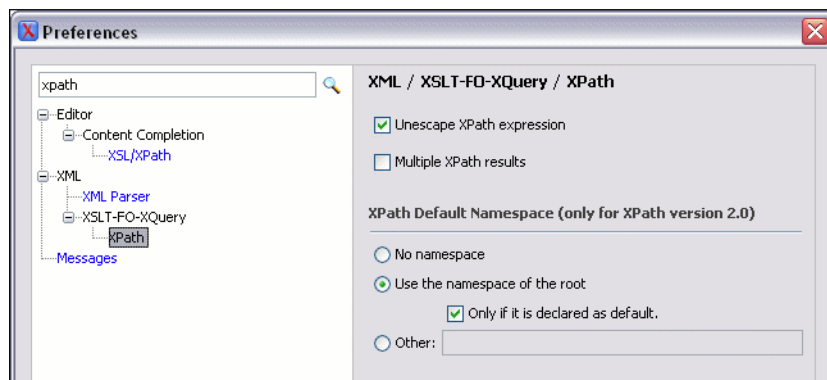 Preferences
xpath
Editor
Content Completion
XSL/XPath
XML
XML Parser
XSLT-FO-XQuery
XPath
Messages
XML / XSLT-FO-XQuery / XPath
Unescape XPath expression
Multiple XPath results
XPath Default Namespace (only for XPath version 2.0)
No namespace
Use the namespace of the root
Only if it is declared as default.
Other: